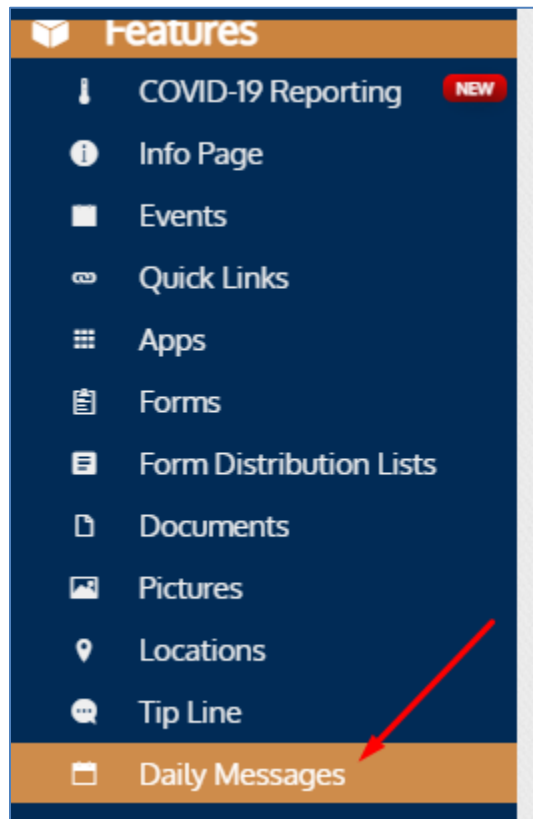 Features
COVID-19 Reporting NEW
Info Page
Events
Quick Links
Apps
Forms
Form Distribution Lists
Documents
Pictures
Locations
Tip Line
Daily Messages